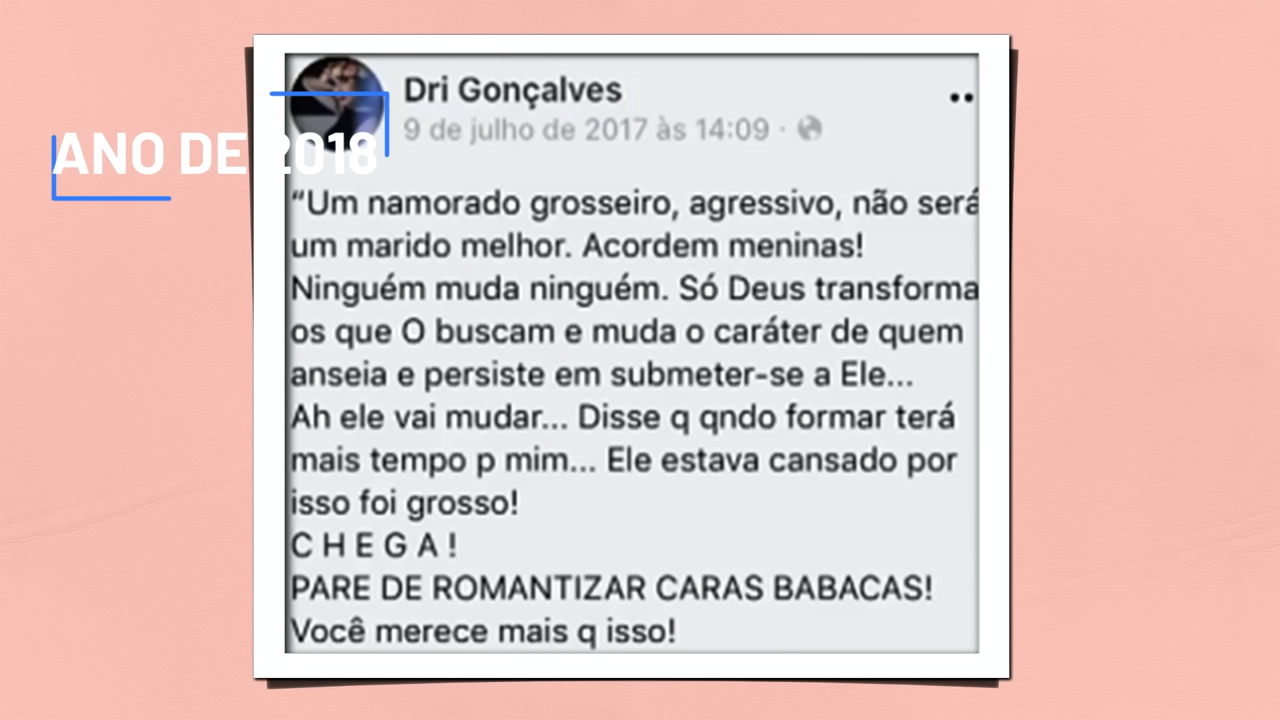 ANO DE 2018
Dri Gonçalves
9 de julho de 2017 às 14:09 ·
“Um namorado grosseiro, agressivo, não será
um marido melhor. Acordem meninas!
Ninguém muda ninguém. Só Deus transforma
os que O buscam e muda o caráter de quem
anseia e persiste em submeter-se a Ele...
Ah ele vai mudar... Disse q qndo formar terá
mais tempo p mim... Ele estava cansado por
isso foi grosso!
C H E G A !
PARE DE ROMANTIZAR CARAS BABACAS!
Você merece mais q isso!